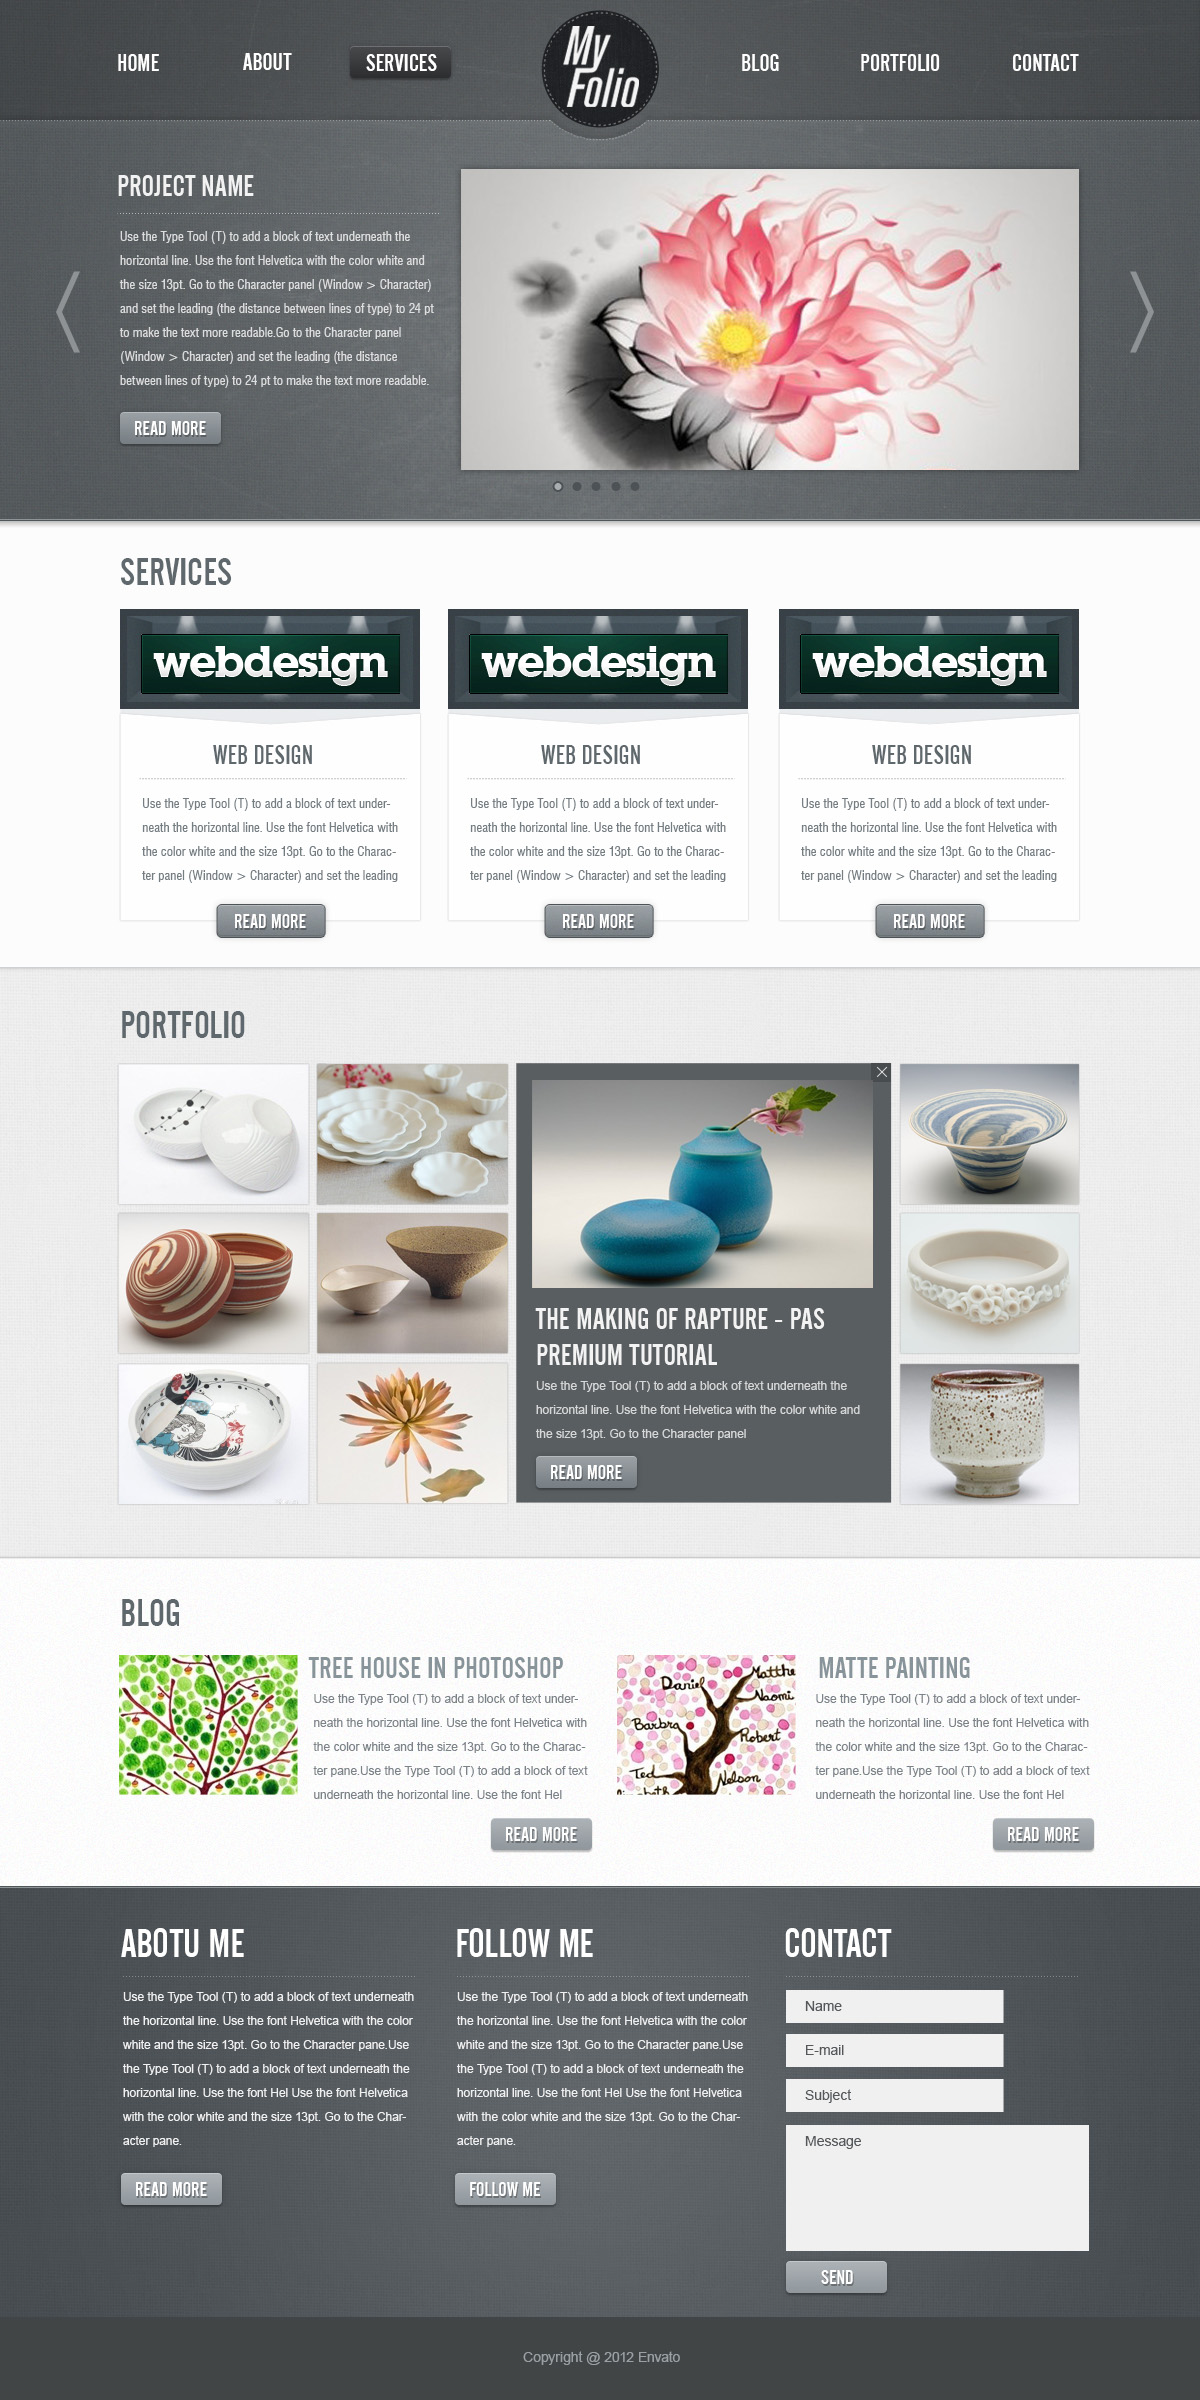 HOME ABOUT SERVICES My Folio BLOG PORTFOLIO CONTACT
PROJECT NAME
Use the Type Tool (T) to add a block of text underneath the
horizontal line. Use the font Helvetica with the color white and
the size 13pt. Go to the Character panel (Window > Character)
and set the leading (the distance between lines of type) to 24 pt
to make the text more readable.Go to the Character panel
(Window > Character) and set the leading (the distance
between lines of type) to 24 pt to make the text more readable.
READ MORE
SERVICES
webdesign
WEB DESIGN
Use the Type Tool (T) to add a block of text under-
neath the horizontal line. Use the font Helvetica with
the color white and the size 13pt. Go to the Charac-
ter panel (Window > Character) and set the leading
READ MORE
webdesign
WEB DESIGN
Use the Type Tool (T) to add a block of text under-
neath the horizontal line. Use the font Helvetica with
the color white and the size 13pt. Go to the Charac-
ter panel (Window > Character) and set the leading
READ MORE
webdesign
WEB DESIGN
Use the Type Tool (T) to add a block of text under-
neath the horizontal line. Use the font Helvetica with
the color white and the size 13pt. Go to the Charac-
ter panel (Window > Character) and set the leading
READ MORE
PORTFOLIO
THE MAKING OF RAPTURE - PAS
PREMIUM TUTORIAL
Use the Type Tool (T) to add a block of text underneath the
horizontal line. Use the font Helvetica with the color white and
the size 13pt. Go to the Character panel
READ MORE
BLOG
TREE HOUSE IN PHOTOSHOP
Use the Type Tool (T) to add a block of text under-
neath the horizontal line. Use the font Helvetica with
the color white and the size 13pt. Go to the Charac-
ter pane.Use the Type Tool (T) to add a block of text
underneath the horizontal line. Use the font Hel
READ MORE
Daniel
Matthe
Naomi
Barbra
Robert
Ted
Nelson
MATTE PAINTING
Use the Type Tool (T) to add a block of text under-
neath the horizontal line. Use the font Helvetica with
the color white and the size 13pt. Go to the Charac-
ter pane.Use the Type Tool (T) to add a block of text
underneath the horizontal line. Use the font Hel
READ MORE
ABOTU ME
Use the Type Tool (T) to add a block of text underneath
the horizontal line. Use the font Helvetica with the color
white and the size 13pt. Go to the Character pane.Use
the Type Tool (T) to add a block of text underneath the
horizontal line. Use the font Hel Use the font Helvetica
with the color white and the size 13pt. Go to the Char-
acter pane.
READ MORE
FOLLOW ME
Use the Type Tool (T) to add a block of text underneath
the horizontal line. Use the font Helvetica with the color
white and the size 13pt. Go to the Character pane.Use
the Type Tool (T) to add a block of text underneath the
horizontal line. Use the font Hel Use the font Helvetica
with the color white and the size 13pt. Go to the Char-
acter pane.
FOLLOW ME
CONTACT
Name
E-mail
Subject
Message
SEND
Copyright @ 2012 Envato